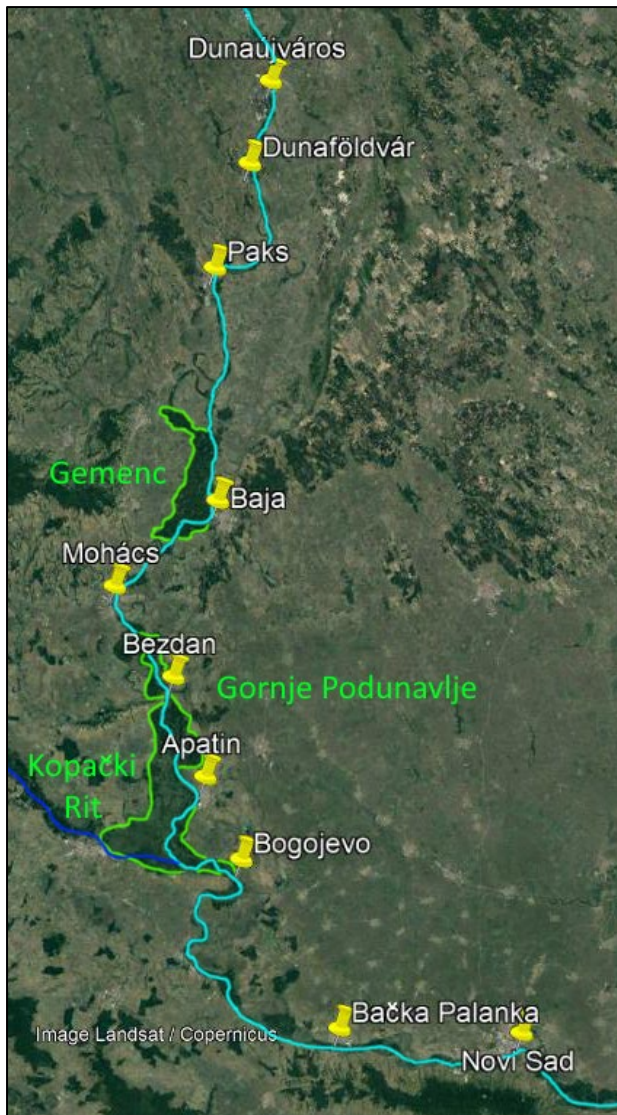 Dunaújváros
Dunaföldvár
Paks
Gemenc
Baja
Mohács
Bezdan
Gornje Podunavlje
Apatin
Kopački
Rit
Bogojevo
Bačka Palanka
Image Landsat / Copernicus
Novi Sad